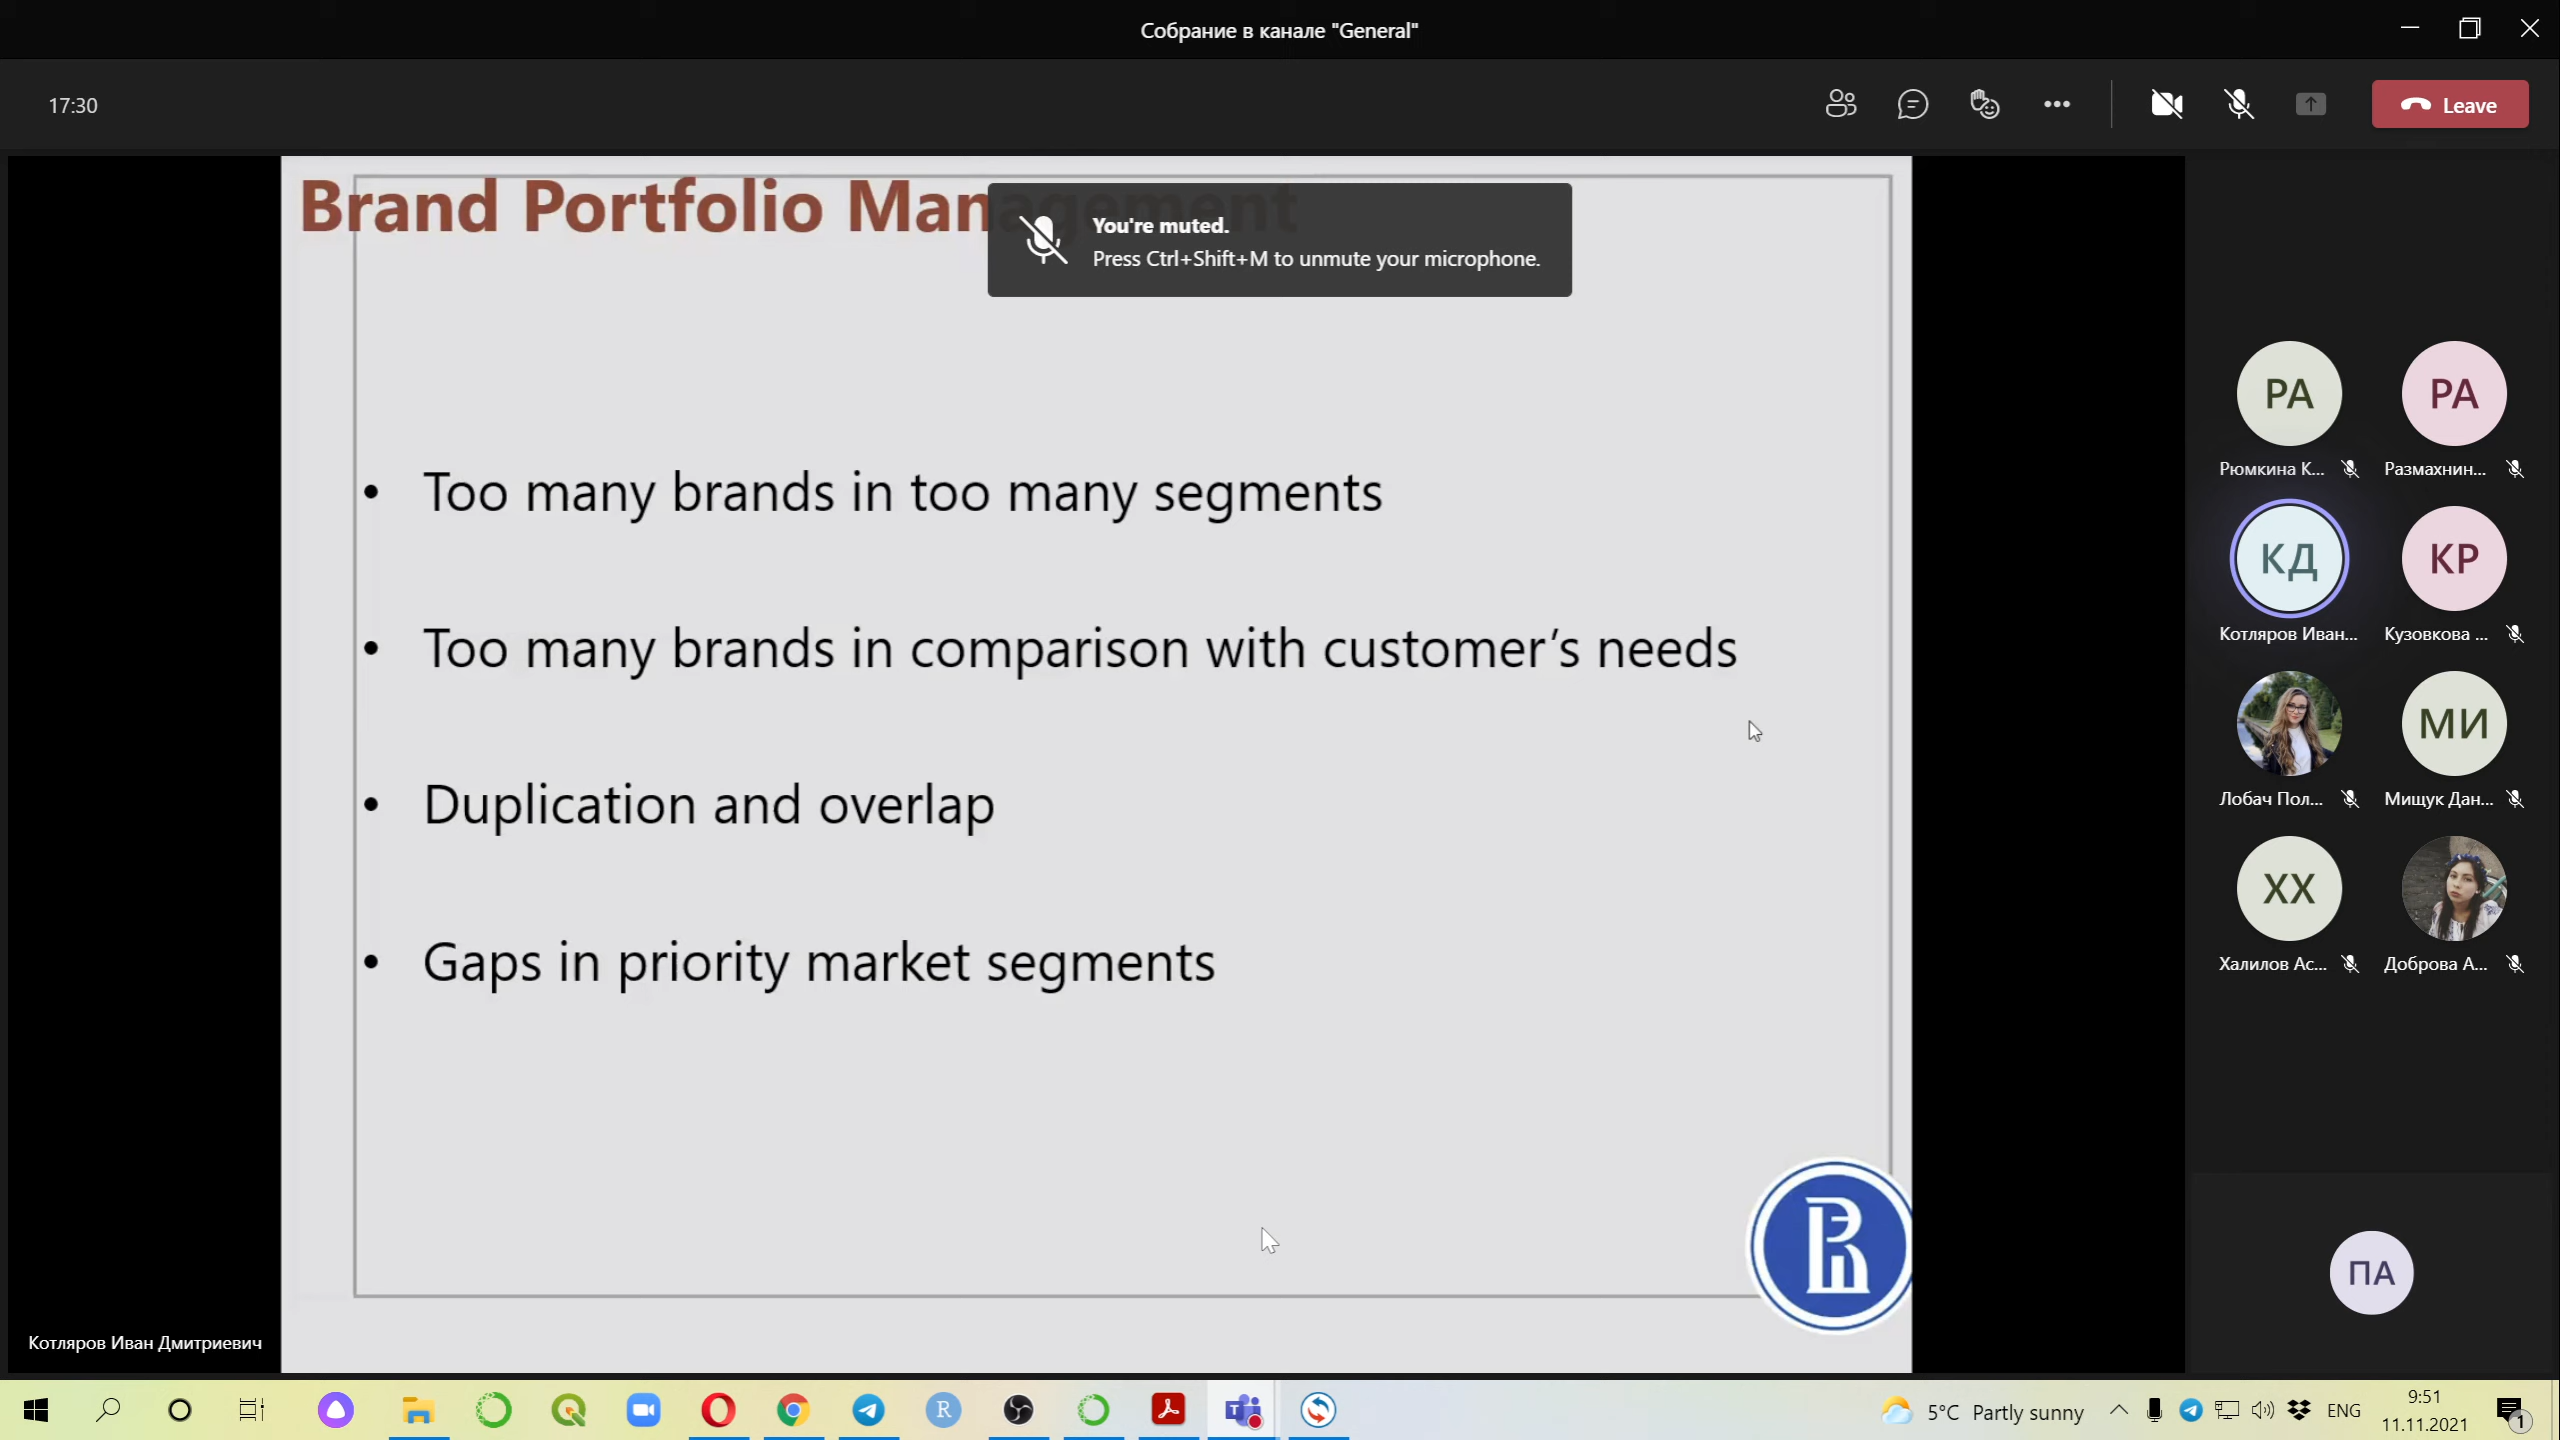 Собрание в канале "General"
17:30
Leave
Brand Portfolio Management
You're muted.
Press Ctrl+Shift+M to unmute your microphone.
• Too many brands in too many segments
• Too many brands in comparison with customer’s needs
• Duplication and overlap
• Gaps in priority market segments
РА
РА
Рюмкина К...
Размахнин...
КД
КР
Котляров Иван...
Кузовкова ...
МИ
Лобач Пол...
Мищук Дан...
ХХ
Халилов Ас...
Доброва А...
ПА
Котляров Иван Дмитриевич
5°C Partly sunny
ENG
9:51
11.11.2021
1